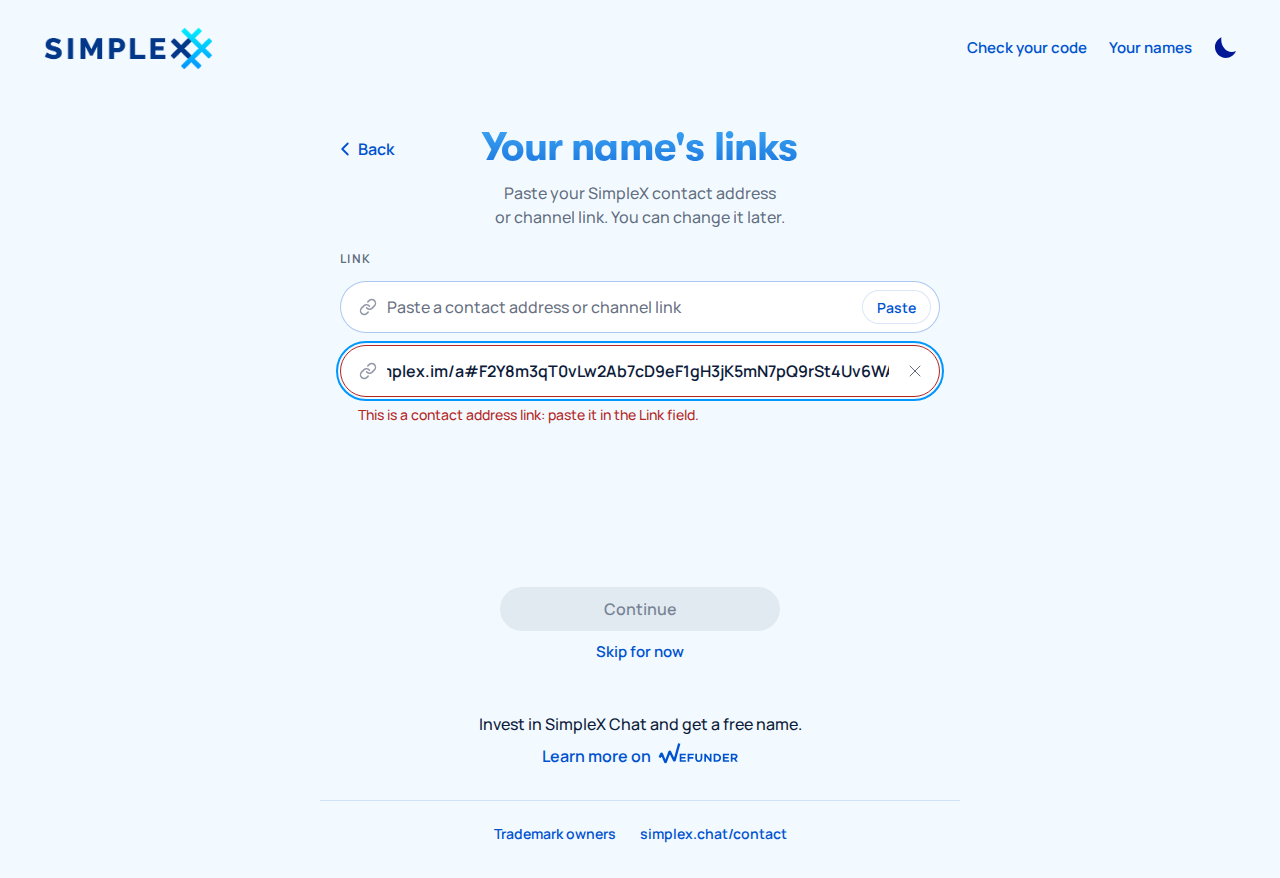 SIMPLEX
Check your code
Your names
Back
Your name's links
Paste your SimpleX contact address
or channel link. You can change it later.
LINK
Paste a contact address or channel link
Paste
nplex.im/a#F2Y8m3qT0vLw2Ab7cD9eF1gH3jK5mN7pQ9rSt4Uv6W
This is a contact address link: paste it in the Link field.
Continue
Skip for now
Invest in SimpleX Chat and get a free name.
Learn more on WEFUNDER
Trademark owners
simplex.chat/contact